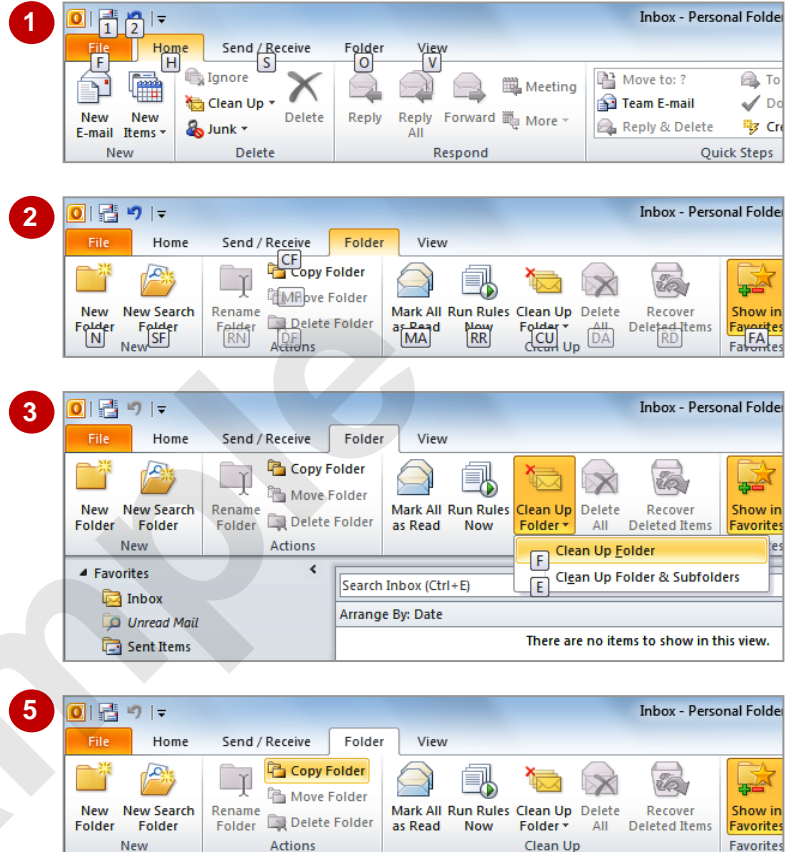 1
Inbox - Personal Folde
1 2
File Home Send / Receive Folder View
F H S O V
Ignore
Clean Up
Junk
New E-mail
New Items
Delete
Reply
Reply All
Forward
Meeting
More
Move to: ?
Team E-mail
Reply & Delete
To
Do
Cre
New Delete Respond Quick Steps
2
Inbox - Personal Folde
File Home Send / Receive Folder View
CF
Copy Folder
Move Folder
Delete Folder
New Folder
New Search Folder
Rename Folder
Mark All as Read
Run Rules Now
Clean Up Folder
Delete All
Recover Deleted Items
Show in Favorites
N SF RN DF MA RR CU DA RD FA
New Actions Clean Up Favorites
3
Inbox - Personal Folde
File Home Send / Receive Folder View
Copy Folder
Move Folder
Delete Folder
New Folder
New Search Folder
Rename Folder
Mark All as Read
Run Rules Now
Clean Up Folder
Delete All
Recover Deleted Items
Show in Favorites
New Actions
es
F Clean Up Folder
E Clean Up Folder & Subfolders
Favorites
Inbox
Unread Mail
Sent Items
Search Inbox (Ctrl+E)
Arrange By: Date
There are no items to show in this view.
5
Inbox - Personal Folde
File Home Send / Receive Folder View
Copy Folder
Move Folder
Delete Folder
New Folder
New Search Folder
Rename Folder
Mark All as Read
Run Rules Now
Clean Up Folder
Delete All
Recover Deleted Items
Show in Favorites
New Actions Clean Up Favorites